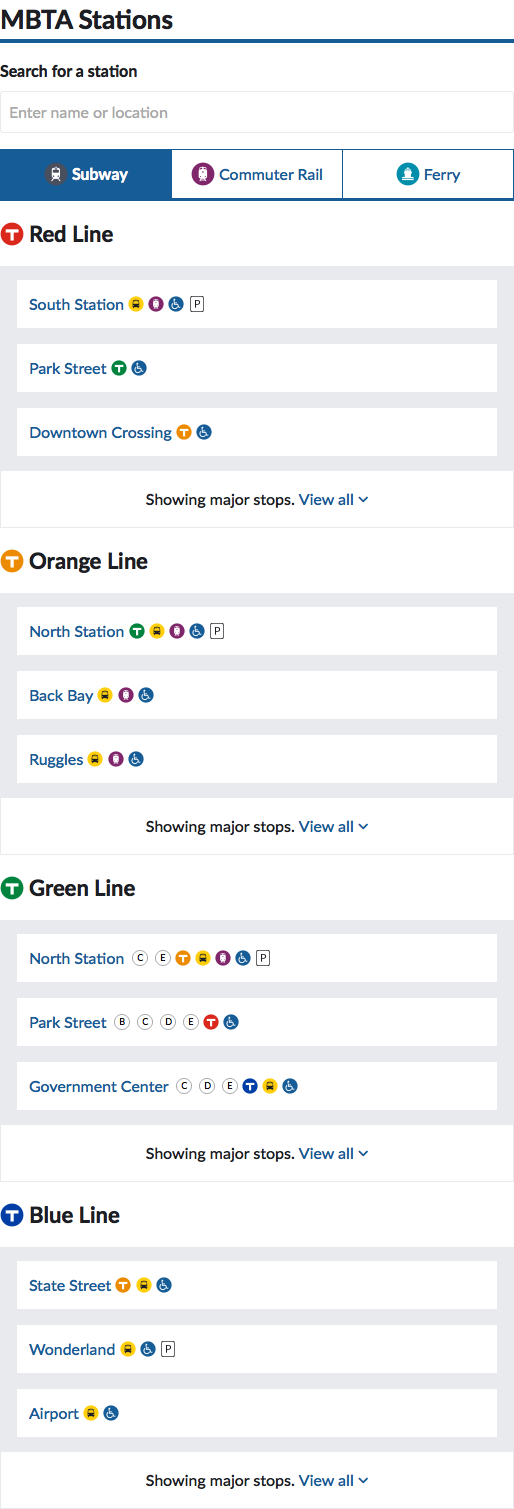 MBTA Stations
Search for a station
Enter name or location
Subway
Commuter Rail
Ferry
T Red Line
South Station P
Park Street T
Downtown Crossing T
Showing major stops. View all
T Orange Line
North Station T P
Back Bay
Ruggles
Showing major stops. View all
T Green Line
North Station C E T P
Park Street B C D E T
Government Center C D E T
Showing major stops. View all
T Blue Line
State Street T
Wonderland P
Airport
Showing major stops. View all